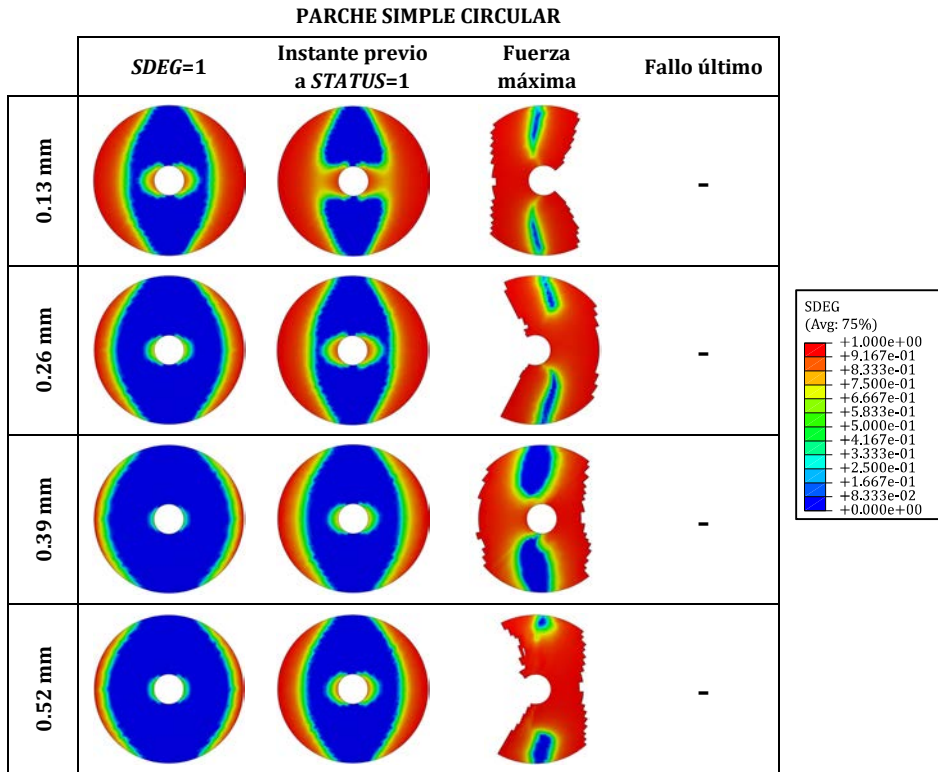 PARCHE SIMPLE CIRCULAR
SDEG=1
Instante previo
a STATUS=1
Fuerza
máxima
Fallo último
0.13 mm
-
0.26 mm
-
0.39 mm
-
0.52 mm
-
SDEG
(Avg: 75%)
+1.000e+00
+9.167e-01
+8.333e-01
+7.500e-01
+6.667e-01
+5.833e-01
+5.000e-01
+4.167e-01
+3.333e-01
+2.500e-01
+1.667e-01
+8.333e-02
+0.000e+00